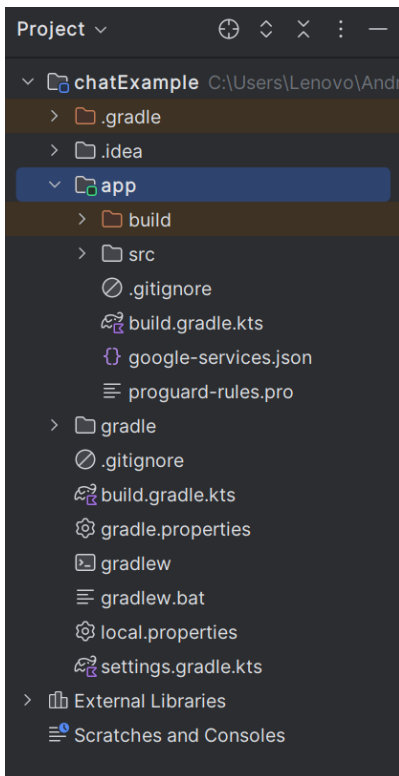 Project
chatExample C:\Users\Lenovo\Andr
.gradle
.idea
app
build
src
.gitignore
build.gradle.kts
google-services.json
proguard-rules.pro
gradle
.gitignore
build.gradle.kts
gradle.properties
gradlew
gradlew.bat
local.properties
settings.gradle.kts
External Libraries
Scratches and Consoles